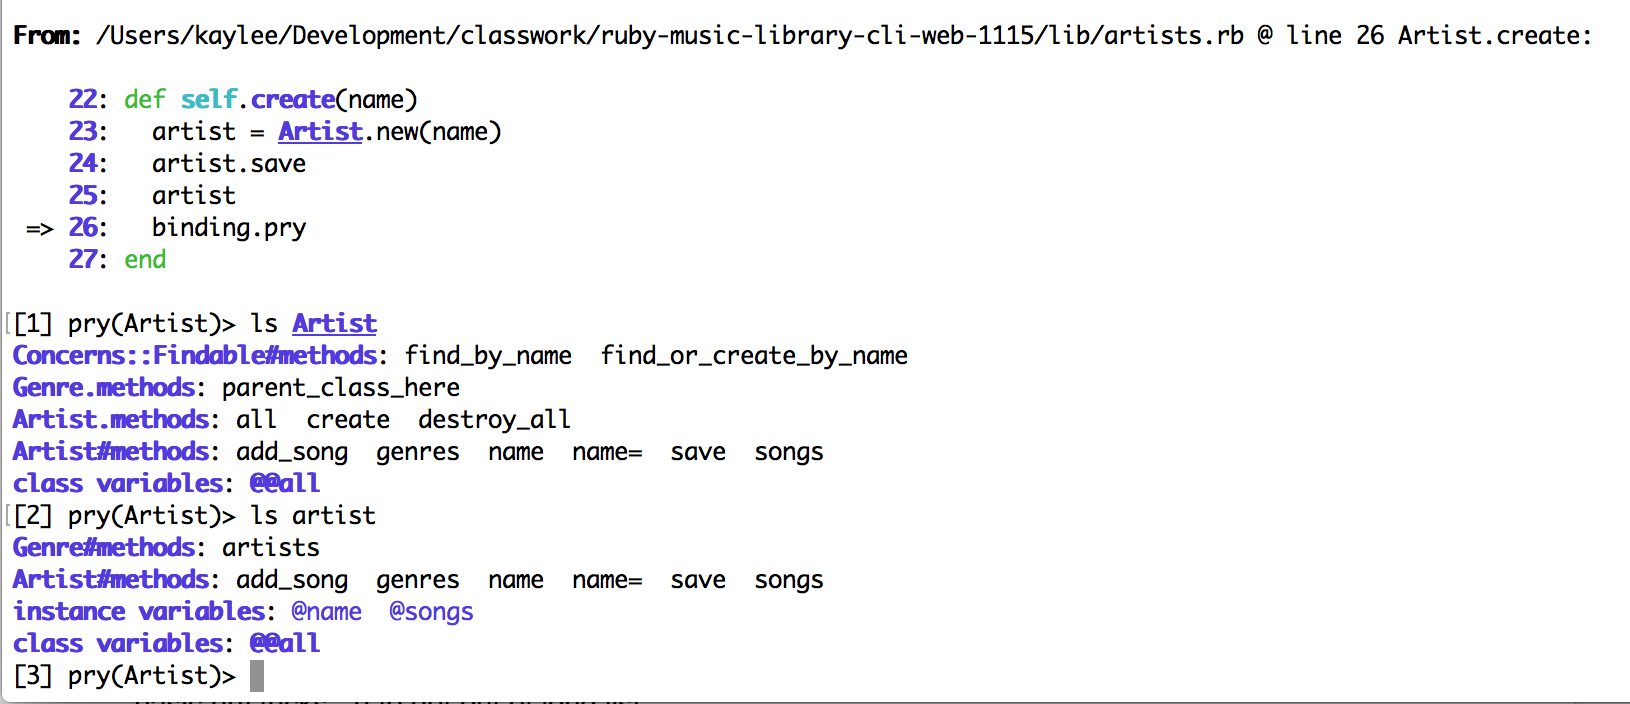 From: /Users/kaylee/Development/classwork/ruby-music-library-cli-web-1115/lib/artists.rb @ line 26 Artist.create:
22: def self.create(name)
23:   artist = Artist.new(name)
24:   artist.save
25:   artist
=> 26:   binding.pry
27: end
[1] pry(Artist)> ls Artist
Concerns::Findable#methods: find_by_name  find_or_create_by_name
Genre.methods: parent_class_here
Artist.methods: all  create  destroy_all
Artist#methods: add_song  genres  name  name=  save  songs
class variables: @@all
[2] pry(Artist)> ls artist
Genre#methods: artists
Artist#methods: add_song  genres  name  name=  save  songs
instance variables: @name  @songs
class variables: @@all
[3] pry(Artist)>